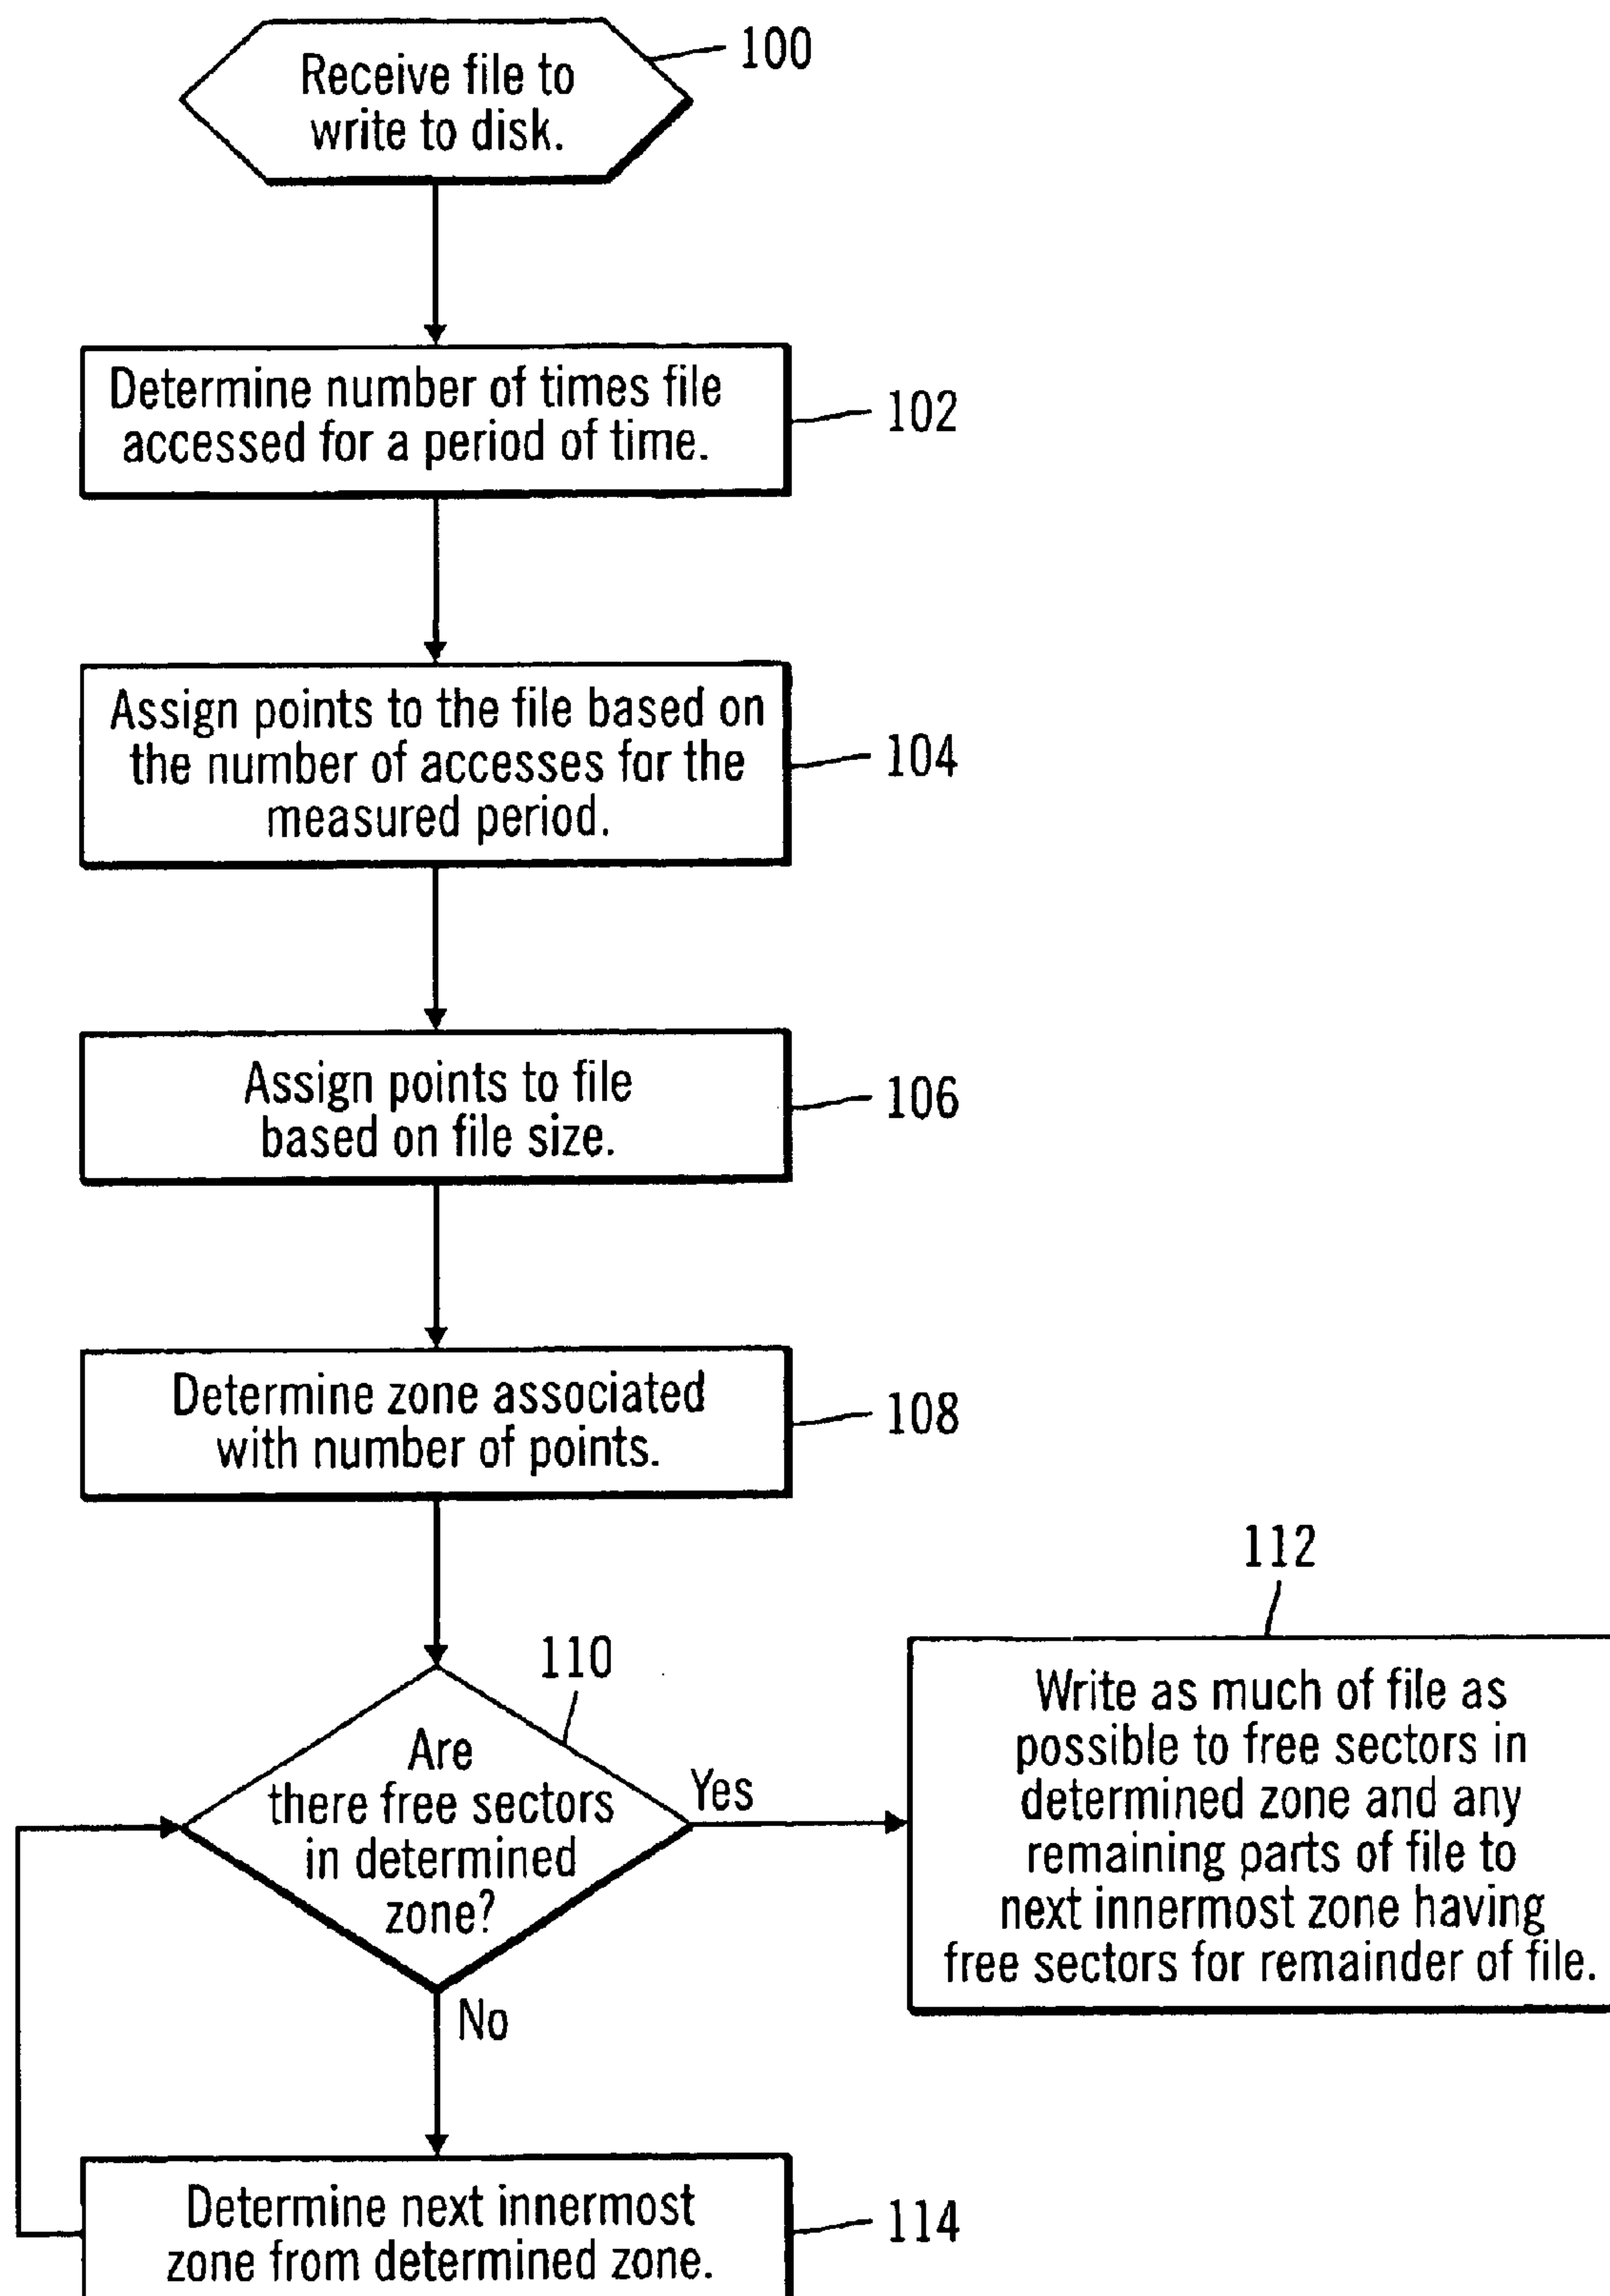 Receive file to
write to disk.
100
Determine number of times file
accessed for a period of time.
102
Assign points to the file based on
the number of accesses for the
measured period.
104
Assign points to file
based on file size.
106
Determine zone associated
with number of points.
108
110
Are
there free sectors
in determined
zone?
Yes
No
112
Write as much of file as
possible to free sectors in
determined zone and any
remaining parts of file to
next innermost zone having
free sectors for remainder of file.
Determine next innermost
zone from determined zone.
114